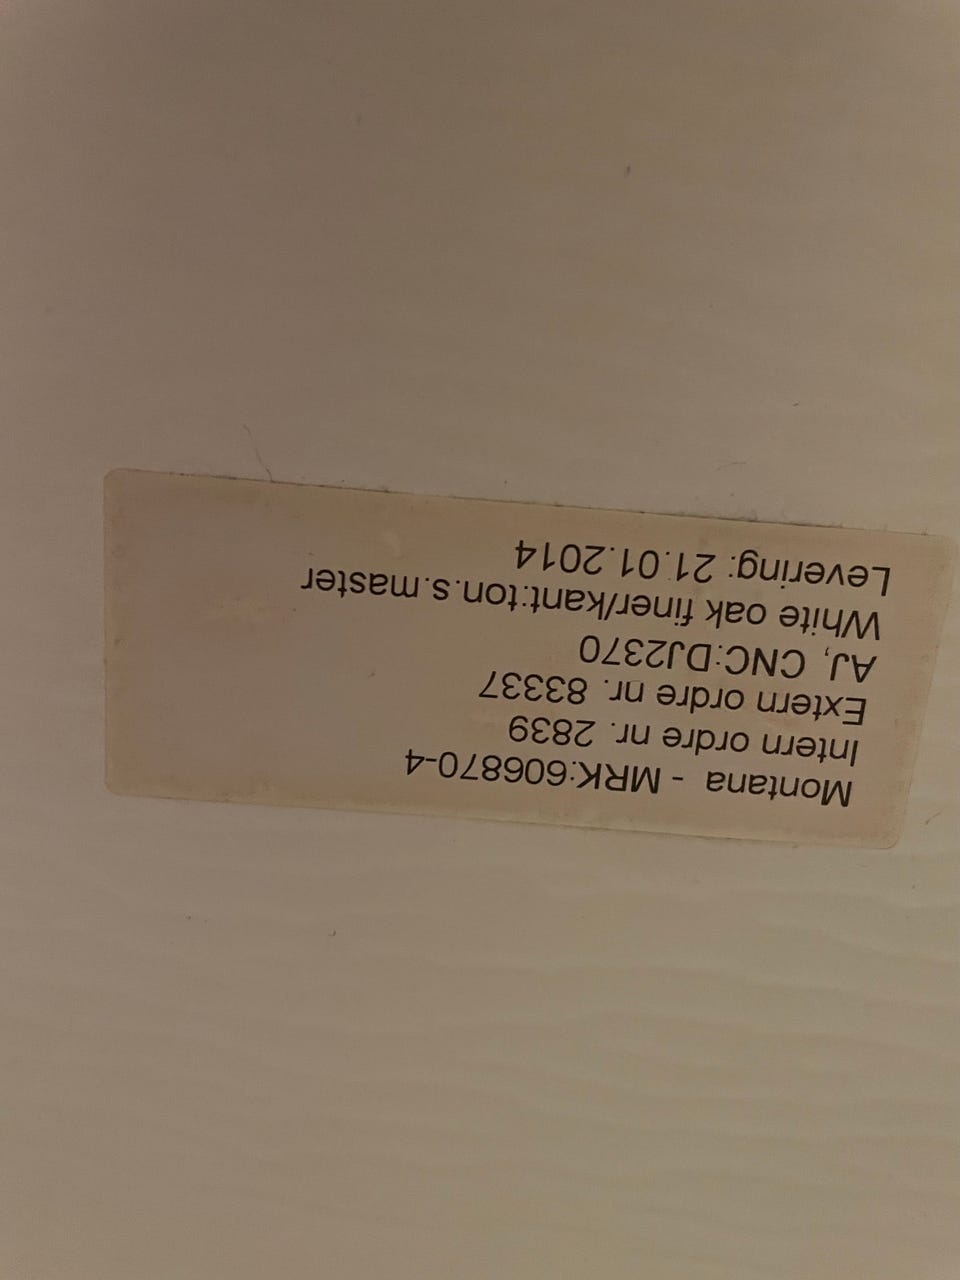 Montana - MRK:606870-4
Intern ordre nr. 2839
Extern ordre nr. 83337
AJ, CNC:DJ2370
White oak finer/kant:ton.s.master
Levering: 21.01.2014